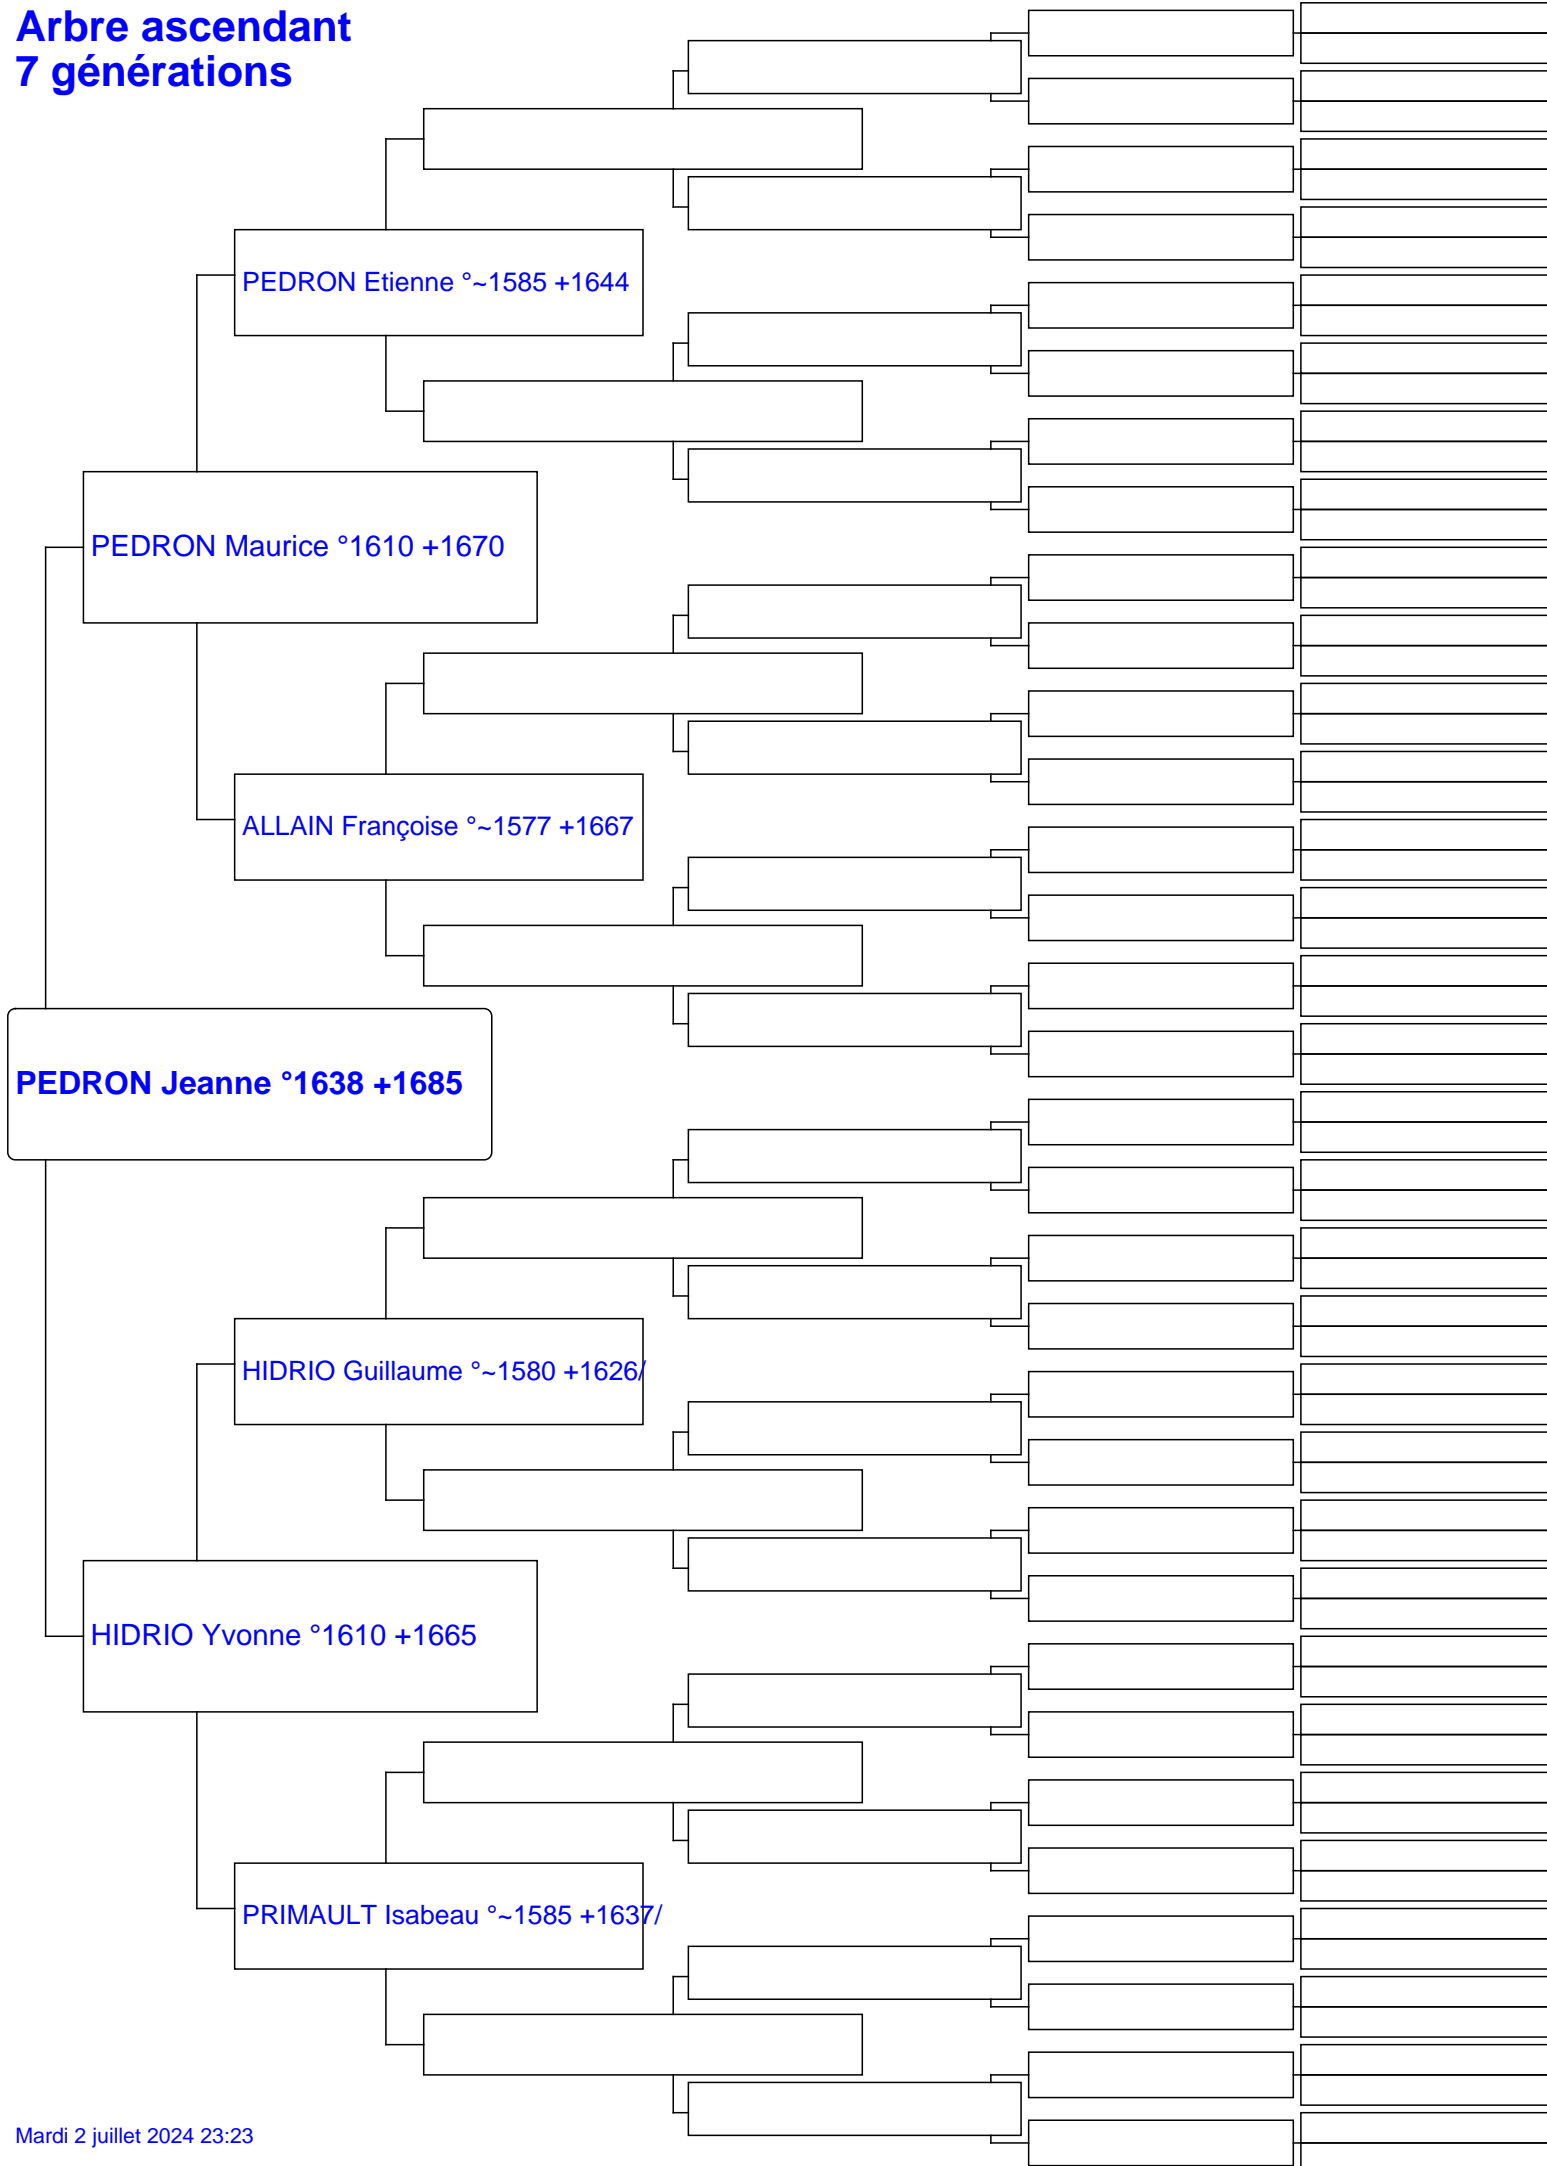 Arbre ascendant
7 générations
PEDRON Etienne °~1585 +1644
PEDRON Maurice °1610 +1670
ALLAIN Françoise °~1577 +1667
PEDRON Jeanne °1638 +1685
HIDRIO Guillaume °~1580 +1626/
HIDRIO Yvonne °1610 +1665
PRIMAULT Isabeau °~1585 +1637/
Mardi 2 juillet 2024 23:23